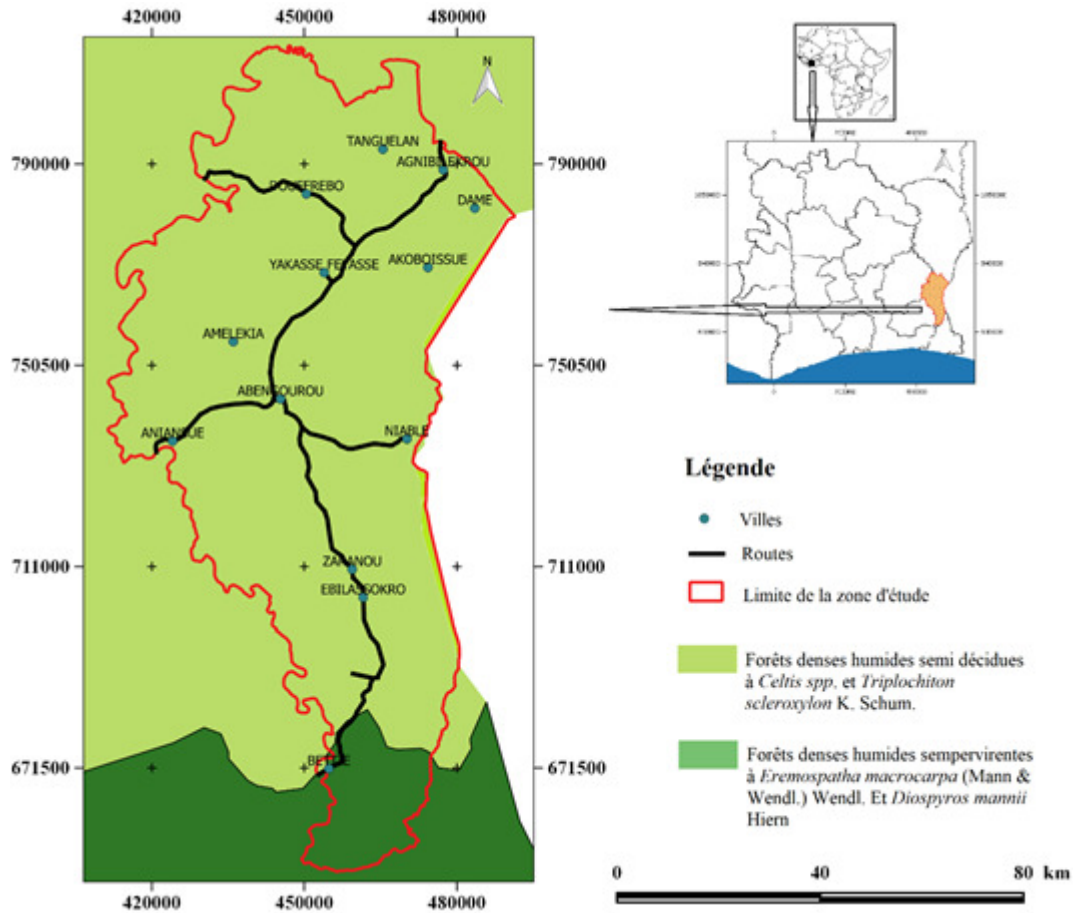 420000 450000 480000
N
TANGUELAN
790000
AGNIBILEKROU
790000
DAME
YAKASSE FEYASSE
AKOBOISSUE
AMELEKIA
750500
750500
ABENGOUROU
ANIANSUE
NIABLE
711000
ZARANOU
711000
EBILASSOKRO
671500
BETTIE
671500
420000 450000 480000
N
Légende
Villes
Routes
Limite de la zone d'étude
Forêts denses humides semi décidues
à Celtis spp. et Triplochiton
scleroxylon K. Schum.
Forêts denses humides sempervirentes
à Eremospatha macrocarpa (Mann &
Wendl.) Wendl. Et Diospyros mannii
Hiern
0 40 80 km